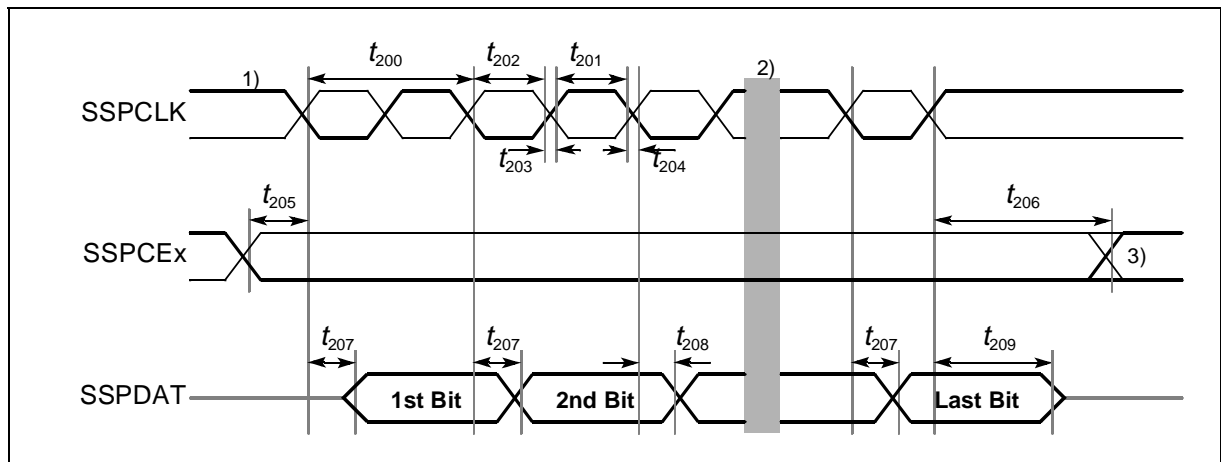 1) t200 t202 t201 2)
SSPCLK
t203 t204
t205 t206
SSPCEx 3)
t207 t207 t208 t207 t209
SSPDAT 1st Bit 2nd Bit Last Bit